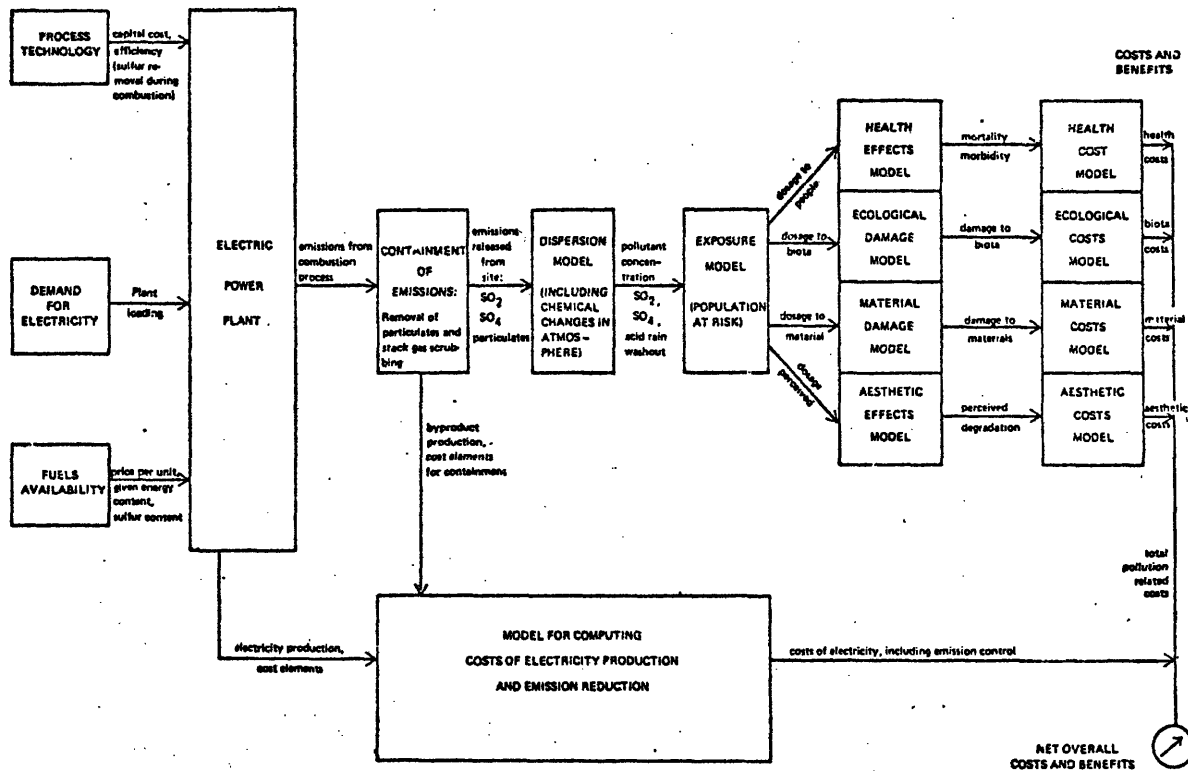 PROCESS
TECHNOLOGY
capital cost,
efficiency
(sulfur re-
moval during
combustion)
DEMAND
FOR
ELECTRICITY
Plant
loading
FUELS
AVAILABILITY
price per unit,
given energy
content,
sulfur content
ELECTRIC
POWER
PLANT
emissions from
combustion
process
CONTAINMENT
OF
EMISSIONS:
Removal of
particulates and
stack gas scrub-
bing
emissions-
released
from
site:
SO2
SO4
particulates
DISPERSION
MODEL
(INCLUDING
CHEMICAL
CHANGES IN
ATMOS-
PHERE)
pollutant
concen-
tration
SO2,
SO4,
acid rain
washout
EXPOSURE
MODEL
(POPULATION
AT RISK)
dosage to
people
dosage to
biota
dosage to
material
dosage
perceived
HEALTH
EFFECTS
MODEL
ECOLOGICAL
DAMAGE
MODEL
MATERIAL
DAMAGE
MODEL
AESTHETIC
EFFECTS
MODEL
mortality
morbidity
damage to
biota
damage to
materials
perceived
degradation
HEALTH
COST
MODEL
ECOLOGICAL
COSTS
MODEL
MATERIAL
COSTS
MODEL
AESTHETIC
COSTS
MODEL
COSTS AND
BENEFITS
health
costs
biota
costs
material
costs
aesthetic
costs
byproduct
production,
cost elements
for containment
total
pollution
related
costs
electricity production,
cost elements
MODEL FOR COMPUTING
COSTS OF ELECTRICITY PRODUCTION
AND EMISSION REDUCTION
costs of electricity, including emission control
NET OVERALL
COSTS AND BENEFITS